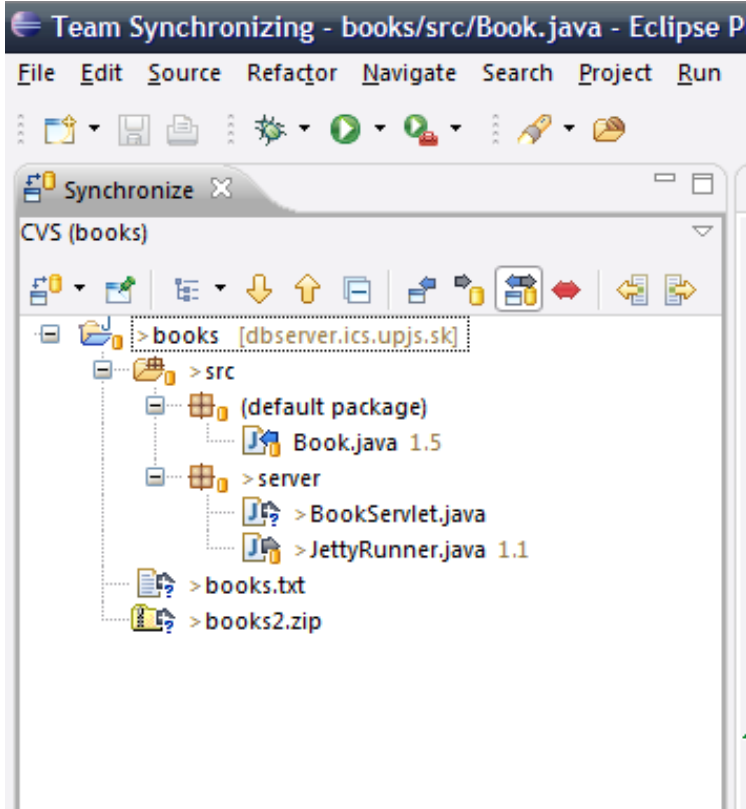 Team Synchronizing - books/src/Book.java - Eclipse P
File Edit Source Refactor Navigate Search Project Run
Synchronize
CVS (books)
>books [dbserver.ics.upjs.sk]
>src
(default package)
Book.java 1.5
>server
>BookServlet.java
>JettyRunner.java 1.1
>books.txt
>books2.zip